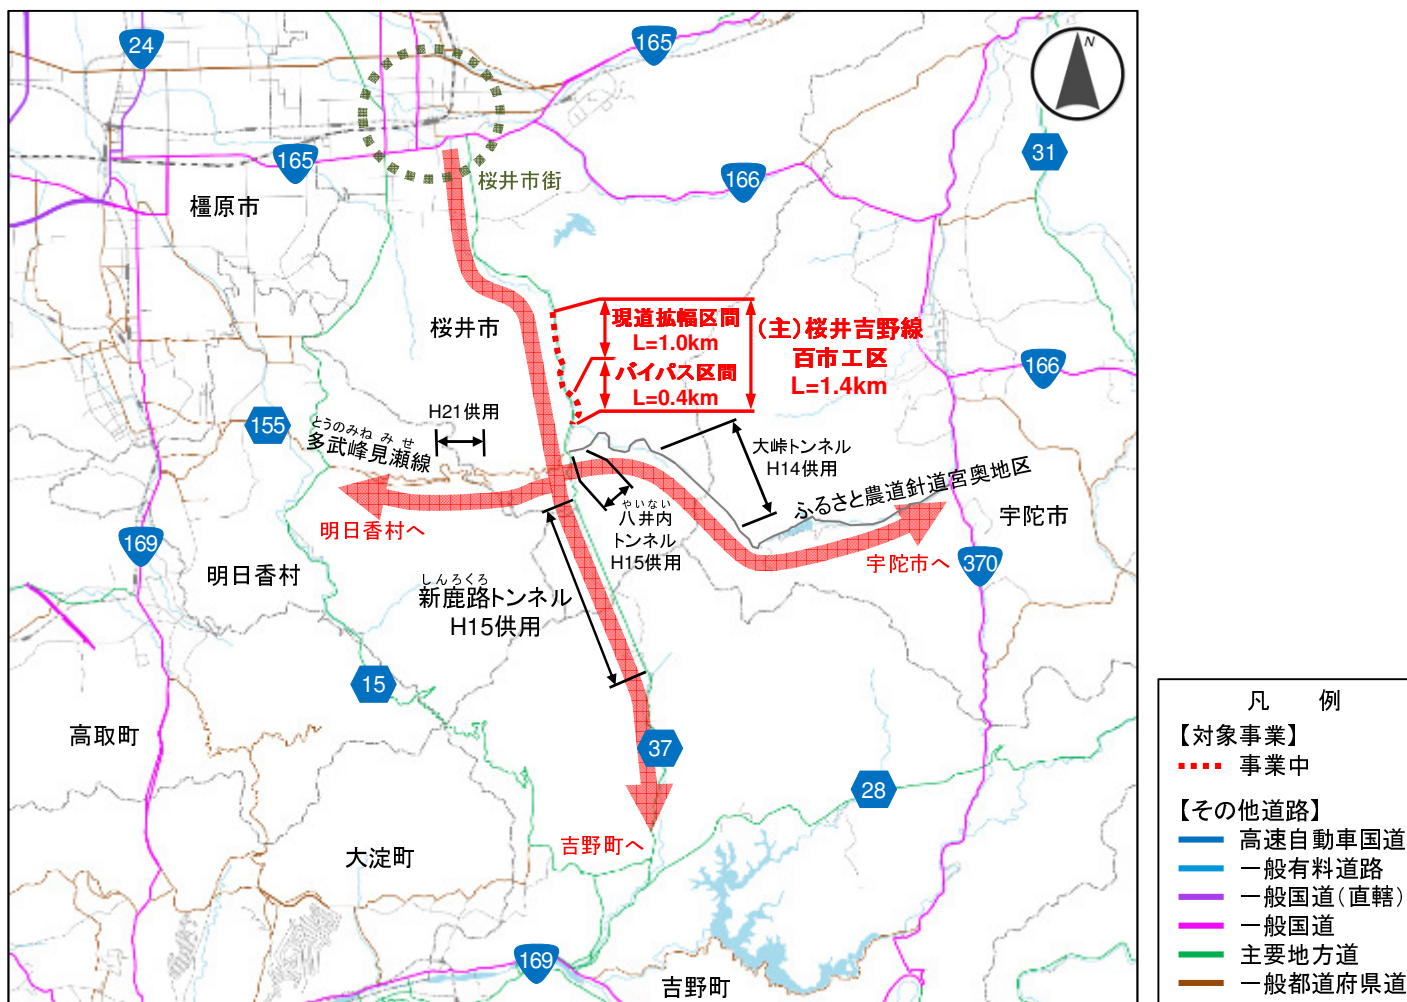 24
165
N
31
165
桜井市街
166
橿原市
桜井市
現道拡幅区間
L=1.0km
バイパス区間
L=0.4km
(主)桜井吉野線
百市工区
L=1.4km
166
155
とうのみね みせ
多武峰見瀬線
H21供用
大峠トンネル
H14供用
ふるさと農道針道宮奥地区
宇陀市
やいない
八井内
トンネル
H15供用
明日香村へ
宇陀市へ
169
370
明日香村
しんろくろ
新鹿路トンネル
H15供用
15
高取町
37
28
吉野町へ
大淀町
169
吉野町
凡 例
【対象事業】
事業中
【その他道路】
高速自動車国道
一般有料道路
一般国道(直轄)
一般国道
主要地方道
一般都道府県道